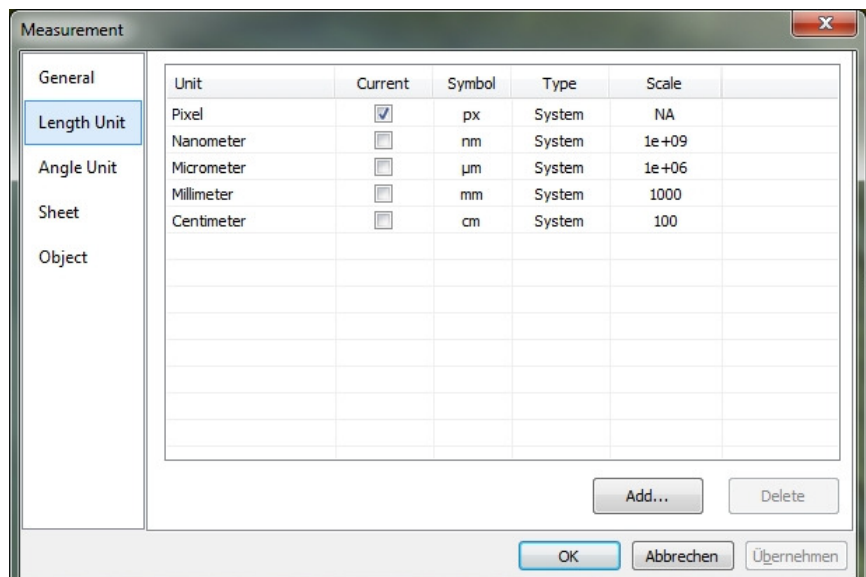 Measurement
General
Length Unit
Angle Unit
Sheet
Object
Unit Current Symbol Type Scale
Pixel px System NA
Nanometer nm System 1e+09
Micrometer µm System 1e+06
Millimeter mm System 1000
Centimeter cm System 100
Add... Delete
OK Abbrechen Übernehmen